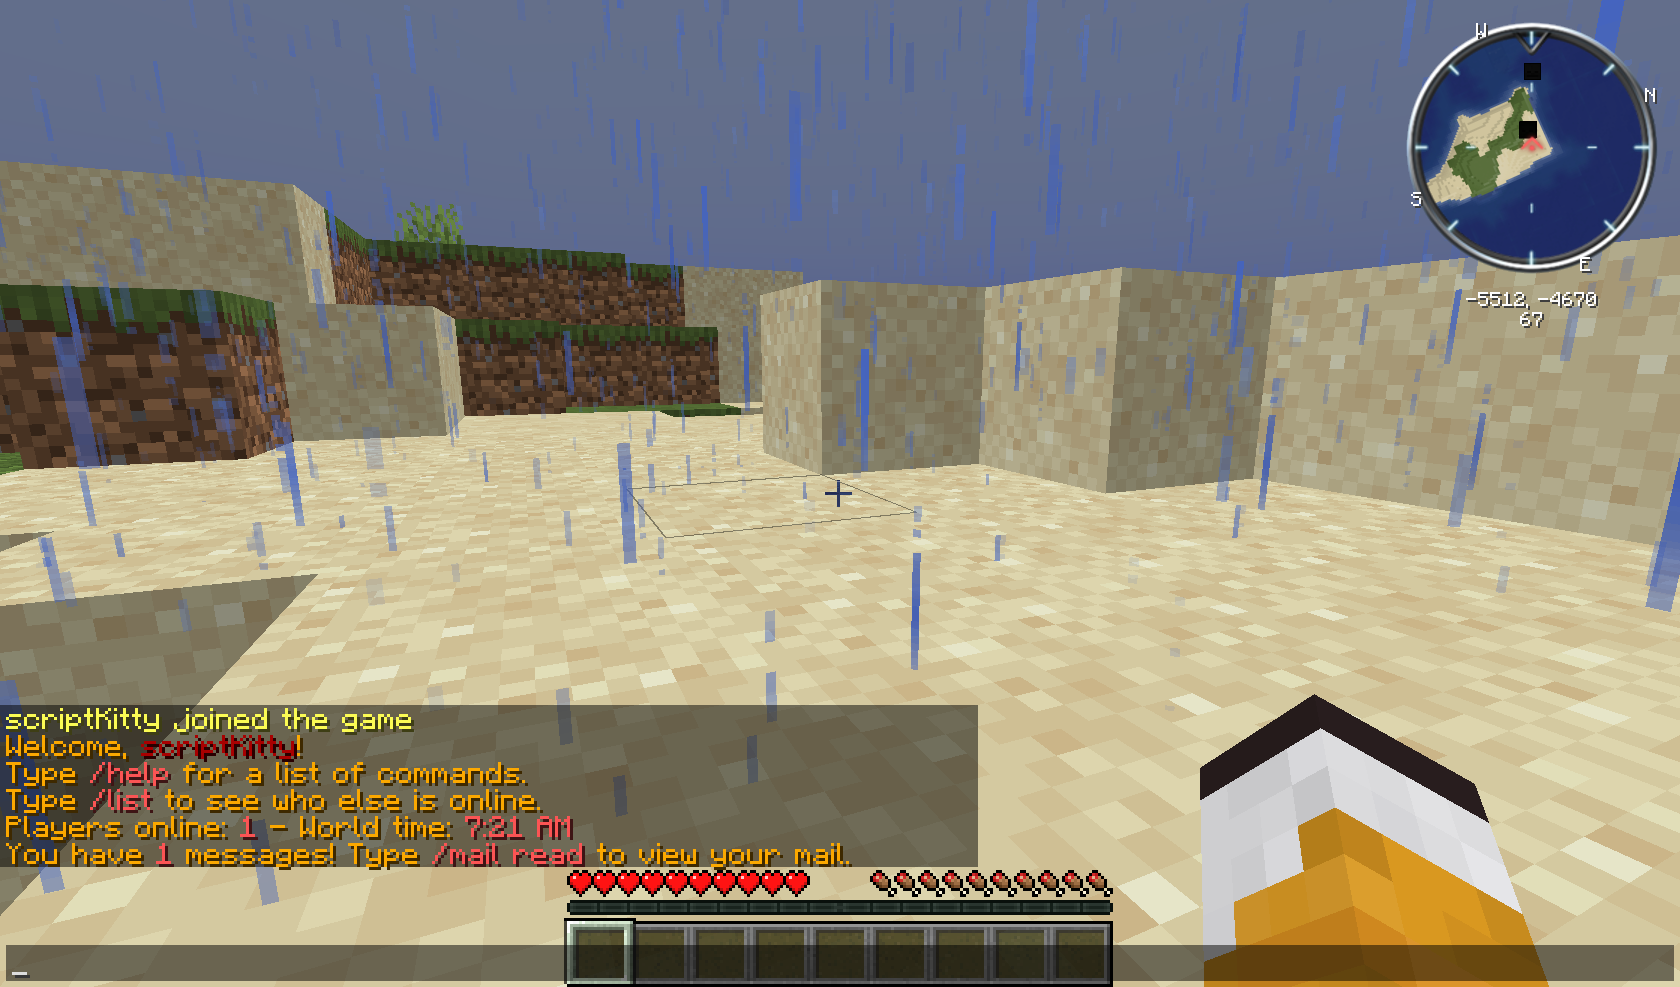 W
N
S
E
-5512, -4670
67
scriptKitty joined the game
Welcome, scriptKitty!
Type /help for a list of commands.
Type /list to see who else is online.
Players online: 1 - World time: 7:21 AM
You have 1 messages! Type /mail read to view your mail.
_